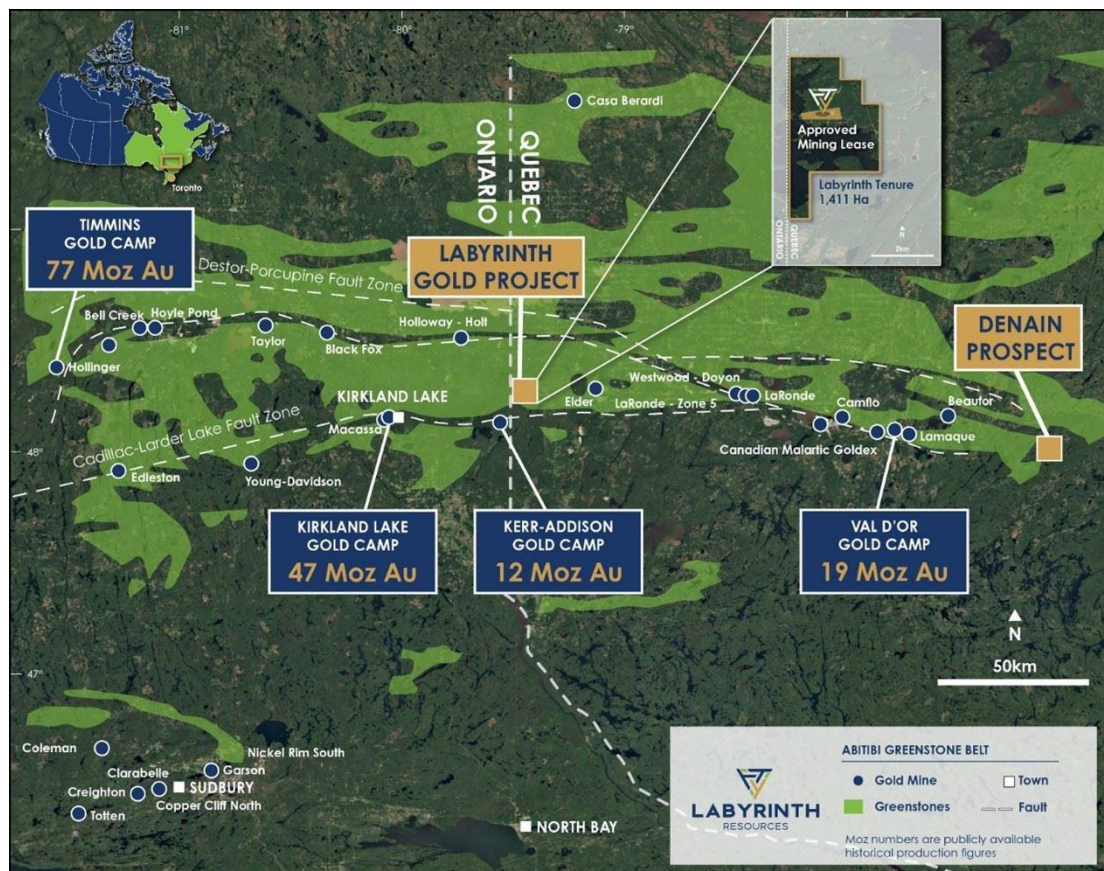 -81°
-80°
-79°
Toronto
ONTARIO
QUEBEC
Casa Berardi
Approved
Mining Lease
Labyrinth Tenure
1,411 Ha
ONTARIO
QUEBEC
N
2km
TIMMINS
GOLD CAMP
77 Moz Au
Destor-Porcupine Fault Zone
LABYRINTH
GOLD PROJECT
DENAIN
PROSPECT
Bell Creek
Hoyle Pond
Hollinger
Taylor
Black Fox
Holloway - Holt
KIRKLAND LAKE
Macassa
Elder
Westwood - Doyon
LaRonde - Zone 5
LaRonde
Camflo
Beaufor
Canadian Malartic
Goldex
Lamaque
Cadillac-Larder Lake Fault Zone
48
Edleston
Young-Davidson
KIRKLAND LAKE
GOLD CAMP
47 Moz Au
KERR-ADDISON
GOLD CAMP
12 Moz Au
VAL D'OR
GOLD CAMP
19 Moz Au
N
50km
47
Coleman
Nickel Rim South
Clarabelle
Garson
Creighton
SUDBURY
Copper Cliff North
Totten
NORTH BAY
LABYRINTH
RESOURCES
ABITIBI GREENSTONE BELT
Gold Mine
Town
Greenstones
Fault
Moz numbers are publicly available
historical production figures